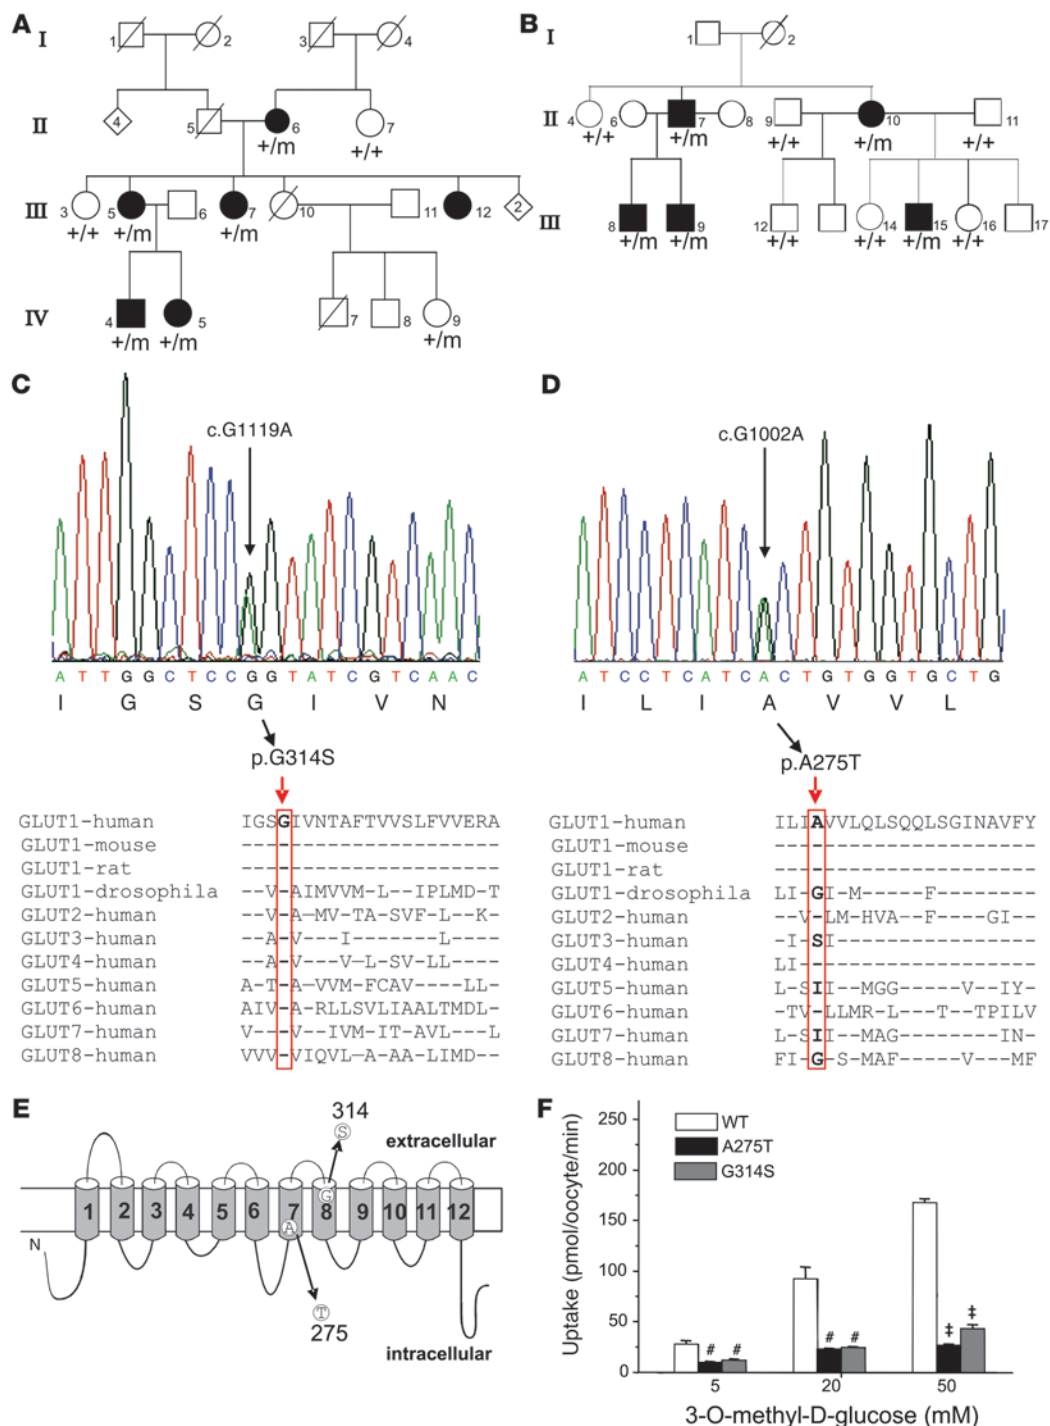 A
I
1
2
3
4
II
4
5
6
7
+/m
+/+
III
3
5
6
7
10
11
12
2
+/+
+/m
+/m
IV
4
5
7
8
9
+/m
+/m
+/m
B
I
1
2
II
4
6
7
8
9
10
11
+/+
+/m
+/+
+/m
+/+
III
8
9
12
14
15
16
17
+/m
+/m
+/+
+/+
+/m
+/+
C
c.G1119A
A T T G G C T C C G G T A T C G T C A A C
I G S G I V N
p.G314S
GLUT1-human IGSGIVNTAFTVVSLFVVERA
GLUT1-mouse ---------------------
GLUT1-rat ---------------------
GLUT1-drosophila --V-AIMVVM-L--IPLMD-T
GLUT2-human --V-A-MV-TA-SVF-L--K-
GLUT3-human --A-V---I------L----
GLUT4-human --A-V---V-L-SV-LL----
GLUT5-human A-T-A-VVM-FCAV----LL-
GLUT6-human AIV-A-RLLSVLIAALTMDL-
GLUT7-human V---V--IVM-IT-AVL---L
GLUT8-human VVV-VIQVL-A-AA-LIMD--
D
c.G1002A
A T C C T C A T C A C T G T G G T G C T G
I L I A V V L
p.A275T
GLUT1-human ILIAVVLQLSQQLSGINAVFY
GLUT1-mouse ---------------------
GLUT1-rat ---------------------
GLUT1-drosophila LI-GI-M------F-------
GLUT2-human --V-LM-HVA--F----GI--
GLUT3-human -I-SI----------------
GLUT4-human LI-------------------
GLUT5-human L-SII--MGG-----V--IY-
GLUT6-human -TV-LLMR-L---T--TPILV
GLUT7-human L-SII--MAG-------IN--
GLUT8-human FI-G-S-MAF-----V---MF
E
314
S
extracellular
1 2 3 4 5 6 7 8 9 10 11 12
G
A
N
T
275
intracellular
F
Uptake (pmol/oocyte/min)
250
200
150
100
50
0
WT
A275T
G314S
# # # # ‡ ‡
5 20 50
3-O-methyl-D-glucose (mM)